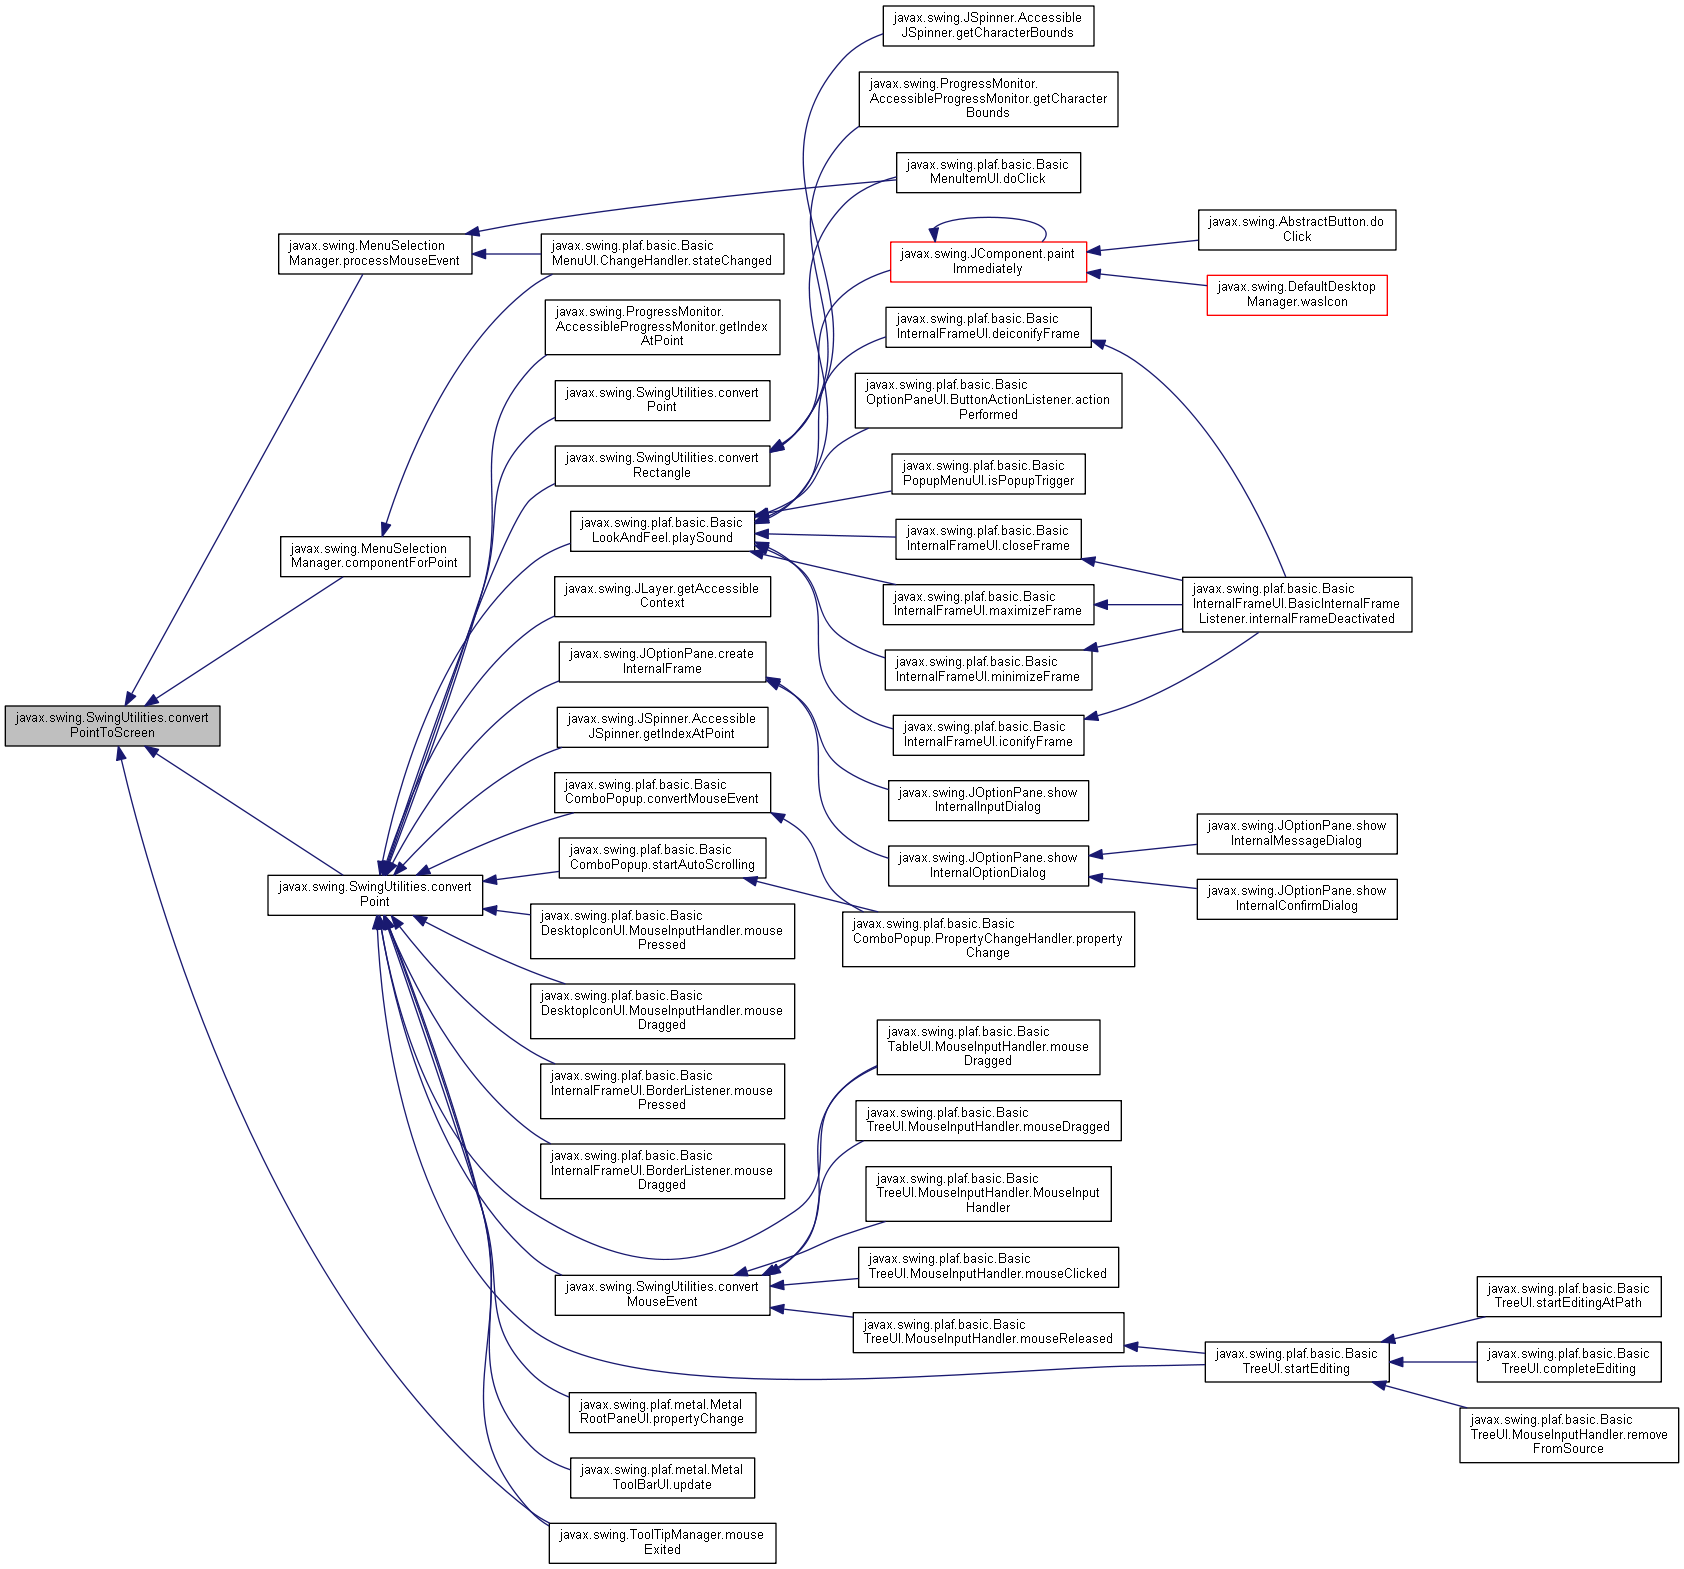 javax.swing.JSpinner.Accessible
JSpinner.getCharacterBounds
javax.swing.ProgressMonitor.
AccessibleProgressMonitor.getCharacter
Bounds
javax.swing.plaf.basic.Basic
MenuItemUI.doClick
javax.swing.AbstractButton.do
Click
javax.swing.MenuSelection
Manager.processMouseEvent
javax.swing.plaf.basic.Basic
MenuUI.ChangeHandler.stateChanged
javax.swing.JComponent.paint
Immediately
javax.swing.DefaultDesktop
Manager.wasIcon
javax.swing.ProgressMonitor.
AccessibleProgressMonitor.getIndex
AtPoint
javax.swing.plaf.basic.Basic
InternalFrameUI.deiconifyFrame
javax.swing.SwingUtilities.convert
Point
javax.swing.plaf.basic.Basic
OptionPaneUI.ButtonActionListener.action
Performed
javax.swing.SwingUtilities.convert
Rectangle
javax.swing.plaf.basic.Basic
PopupMenuUI.isPopupTrigger
javax.swing.plaf.basic.Basic
LookAndFeel.playSound
javax.swing.plaf.basic.Basic
InternalFrameUI.closeFrame
javax.swing.MenuSelection
Manager.componentForPoint
javax.swing.JLayer.getAccessible
Context
javax.swing.plaf.basic.Basic
InternalFrameUI.maximizeFrame
javax.swing.plaf.basic.Basic
InternalFrameUI.BasicInternalFrame
Listener.internalFrameDeactivated
javax.swing.JOptionPane.create
InternalFrame
javax.swing.plaf.basic.Basic
InternalFrameUI.minimizeFrame
javax.swing.SwingUtilities.convert
PointToScreen
javax.swing.JSpinner.Accessible
JSpinner.getIndexAtPoint
javax.swing.plaf.basic.Basic
InternalFrameUI.iconifyFrame
javax.swing.plaf.basic.Basic
ComboPopup.convertMouseEvent
javax.swing.JOptionPane.show
InternalInputDialog
javax.swing.JOptionPane.show
InternalMessageDialog
javax.swing.plaf.basic.Basic
ComboPopup.startAutoScrolling
javax.swing.JOptionPane.show
InternalOptionDialog
javax.swing.SwingUtilities.convert
Point
javax.swing.JOptionPane.show
InternalConfirmDialog
javax.swing.plaf.basic.Basic
DesktopIconUI.MouseInputHandler.mouse
Pressed
javax.swing.plaf.basic.Basic
ComboPopup.PropertyChangeHandler.property
Change
javax.swing.plaf.basic.Basic
DesktopIconUI.MouseInputHandler.mouse
Dragged
javax.swing.plaf.basic.Basic
TableUI.MouseInputHandler.mouse
Dragged
javax.swing.plaf.basic.Basic
InternalFrameUI.BorderListener.mouse
Pressed
javax.swing.plaf.basic.Basic
TreeUI.MouseInputHandler.mouseDragged
javax.swing.plaf.basic.Basic
InternalFrameUI.BorderListener.mouse
Dragged
javax.swing.plaf.basic.Basic
TreeUI.MouseInputHandler.MouseInput
Handler
javax.swing.plaf.basic.Basic
TreeUI.MouseInputHandler.mouseClicked
javax.swing.SwingUtilities.convert
MouseEvent
javax.swing.plaf.basic.Basic
TreeUI.startEditingAtPath
javax.swing.plaf.basic.Basic
TreeUI.MouseInputHandler.mouseReleased
javax.swing.plaf.basic.Basic
TreeUI.startEditing
javax.swing.plaf.basic.Basic
TreeUI.completeEditing
javax.swing.plaf.metal.Metal
RootPaneUI.propertyChange
javax.swing.plaf.basic.Basic
TreeUI.MouseInputHandler.remove
FromSource
javax.swing.plaf.metal.Metal
ToolBarUI.update
javax.swing.ToolTipManager.mouse
Exited